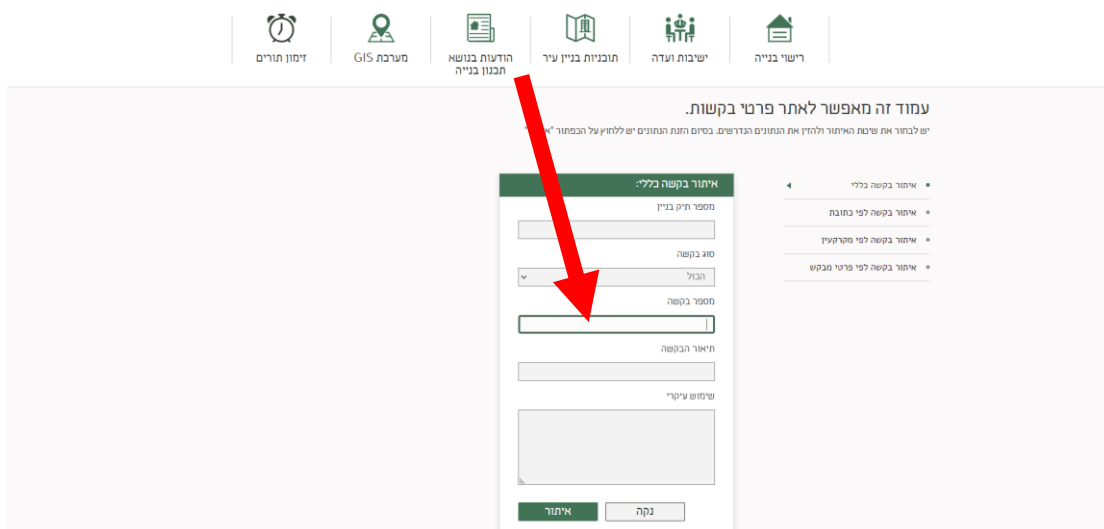 רישוי בנייה
ישיבות ועדה
תוכניות בניין עיר
הודעות בנושא
תכנון בנייה
מערכת GIS
זימון תורים
עמוד זה מאפשר לאתר פרטי בקשות.
יש לבחור את שיטת האיתור ולהזין את הנתונים הנדרשים. בסיום הזנת הנתונים יש ללחוץ על הכפתור
איתור בקשה כללי
איתור בקשה לפי כתובת
איתור בקשה לפי מקרקעין
איתור בקשה לפי פרטי מבקש
איתור בקשה כללי:
מספר תיק בניין
סוג בקשה
הכול
מספר בקשה
תיאור הבקשה
שימוש עיקרי
נקה
איתור